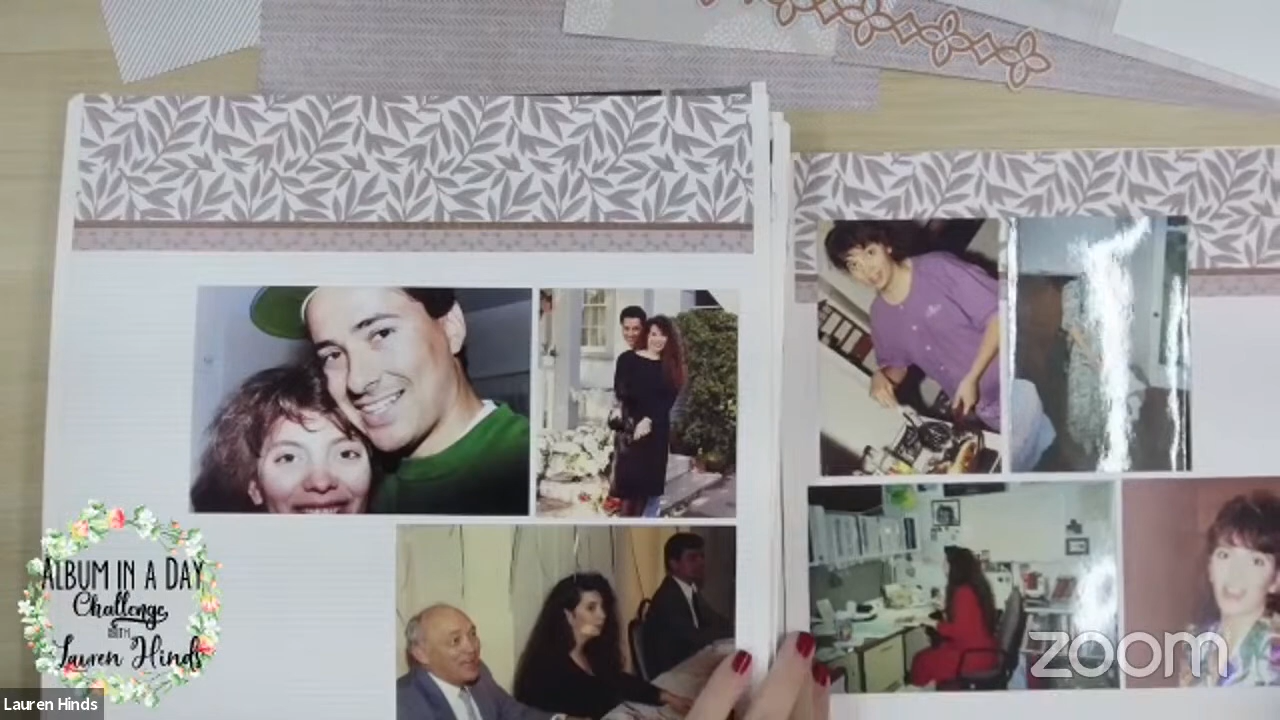 ALBUM IN A DAY
Challenge
WITH
Lauren Hinds
Lauren Hinds
zoom